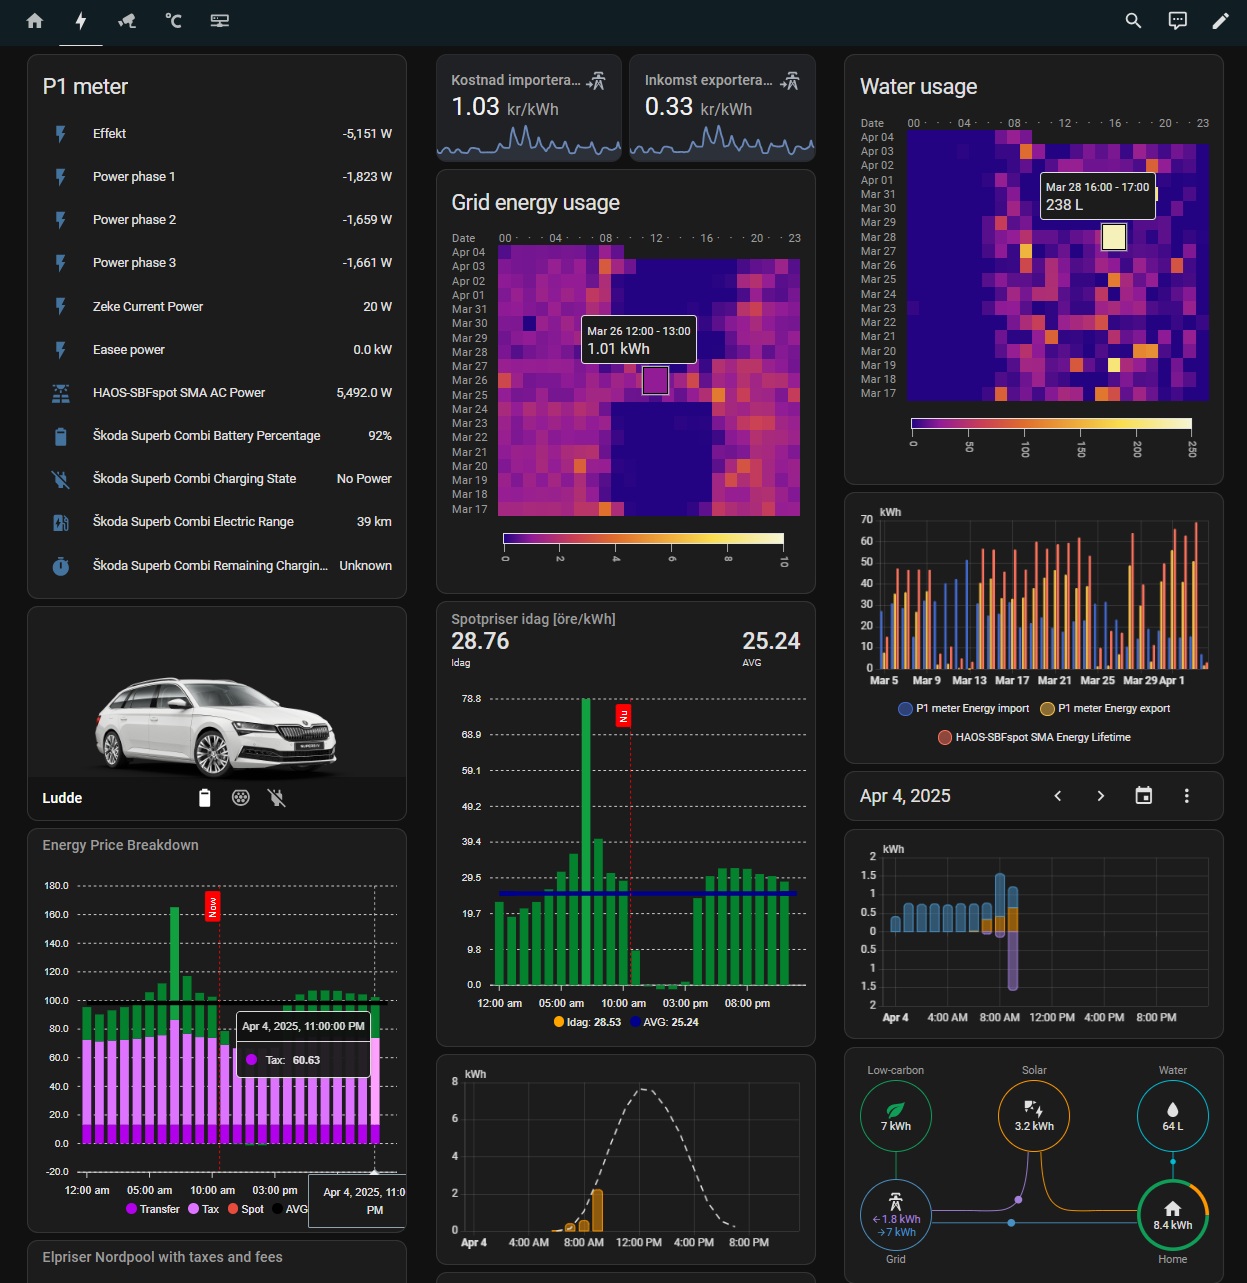 P1 meter
Effekt -5,151 W
Power phase 1 -1,823 W
Power phase 2 -1,659 W
Power phase 3 -1,661 W
Zeke Current Power 20 W
Easee power 0.0 kW
HAOS-SBFspot SMA AC Power 5,492.0 W
Škoda Superb Combi Battery Percentage 92%
Škoda Superb Combi Charging State No Power
Škoda Superb Combi Electric Range 39 km
Škoda Superb Combi Remaining Chargin... Unknown
Ludde
Energy Price Breakdown
180.0
160.0
140.0
120.0
100.0
80.0
60.0
40.0
20.0
0.0
-20.0
Now
Apr 4, 2025, 11:00:00 PM
Tax: 60.63
12:00 am 05:00 am 10:00 am 03:00 pm
Apr 4, 2025, 11:0
PM
Transfer Tax Spot AVG
Elpriser Nordpool with taxes and fees
Kostnad importera...
1.03 kr/kWh
Inkomst exportera...
0.33 kr/kWh
Grid energy usage
Date 00 04 08 12 16 20 23
Apr 04
Apr 03
Apr 02
Apr 01
Mar 31
Mar 30
Mar 29
Mar 28
Mar 27
Mar 26
Mar 25
Mar 24
Mar 23
Mar 22
Mar 21
Mar 20
Mar 19
Mar 18
Mar 17
Mar 26 12:00 - 13:00
1.01 kWh
0 2 4 6 8 10
Spotpriser idag [öre/kWh]
28.76 25.24
Idag AVG
78.8
68.9
59.1
49.2
39.4
29.5
19.7
9.8
0.0
Nu
12:00 am 05:00 am 10:00 am 03:00 pm 08:00 pm
Idag: 28.53 AVG: 25.24
kWh
8
6
4
2
0
Apr 4 4:00 AM 8:00 AM 12:00 PM 4:00 PM 8:00 PM
Water usage
Date 00 04 08 12 16 20 23
Apr 04
Apr 03
Apr 02
Apr 01
Mar 31
Mar 30
Mar 29
Mar 28
Mar 27
Mar 26
Mar 25
Mar 24
Mar 23
Mar 22
Mar 21
Mar 20
Mar 19
Mar 18
Mar 17
Mar 28 16:00 - 17:00
238 L
0 50 100 150 200 250
kWh
70
60
50
40
30
20
10
0
Mar 5 Mar 9 Mar 13 Mar 17 Mar 21 Mar 25 Mar 29 Apr 1
P1 meter Energy import P1 meter Energy export
HAOS-SBFspot SMA Energy Lifetime
Apr 4, 2025
kWh
2
1.5
1
0.5
0
0.5
1
1.5
2
Apr 4 4:00 AM 8:00 AM 12:00 PM 4:00 PM 8:00 PM
Low-carbon Solar Water
7 kWh 3.2 kWh 64 L
←1.8 kWh
→7 kWh
8.4 kWh
Grid Home